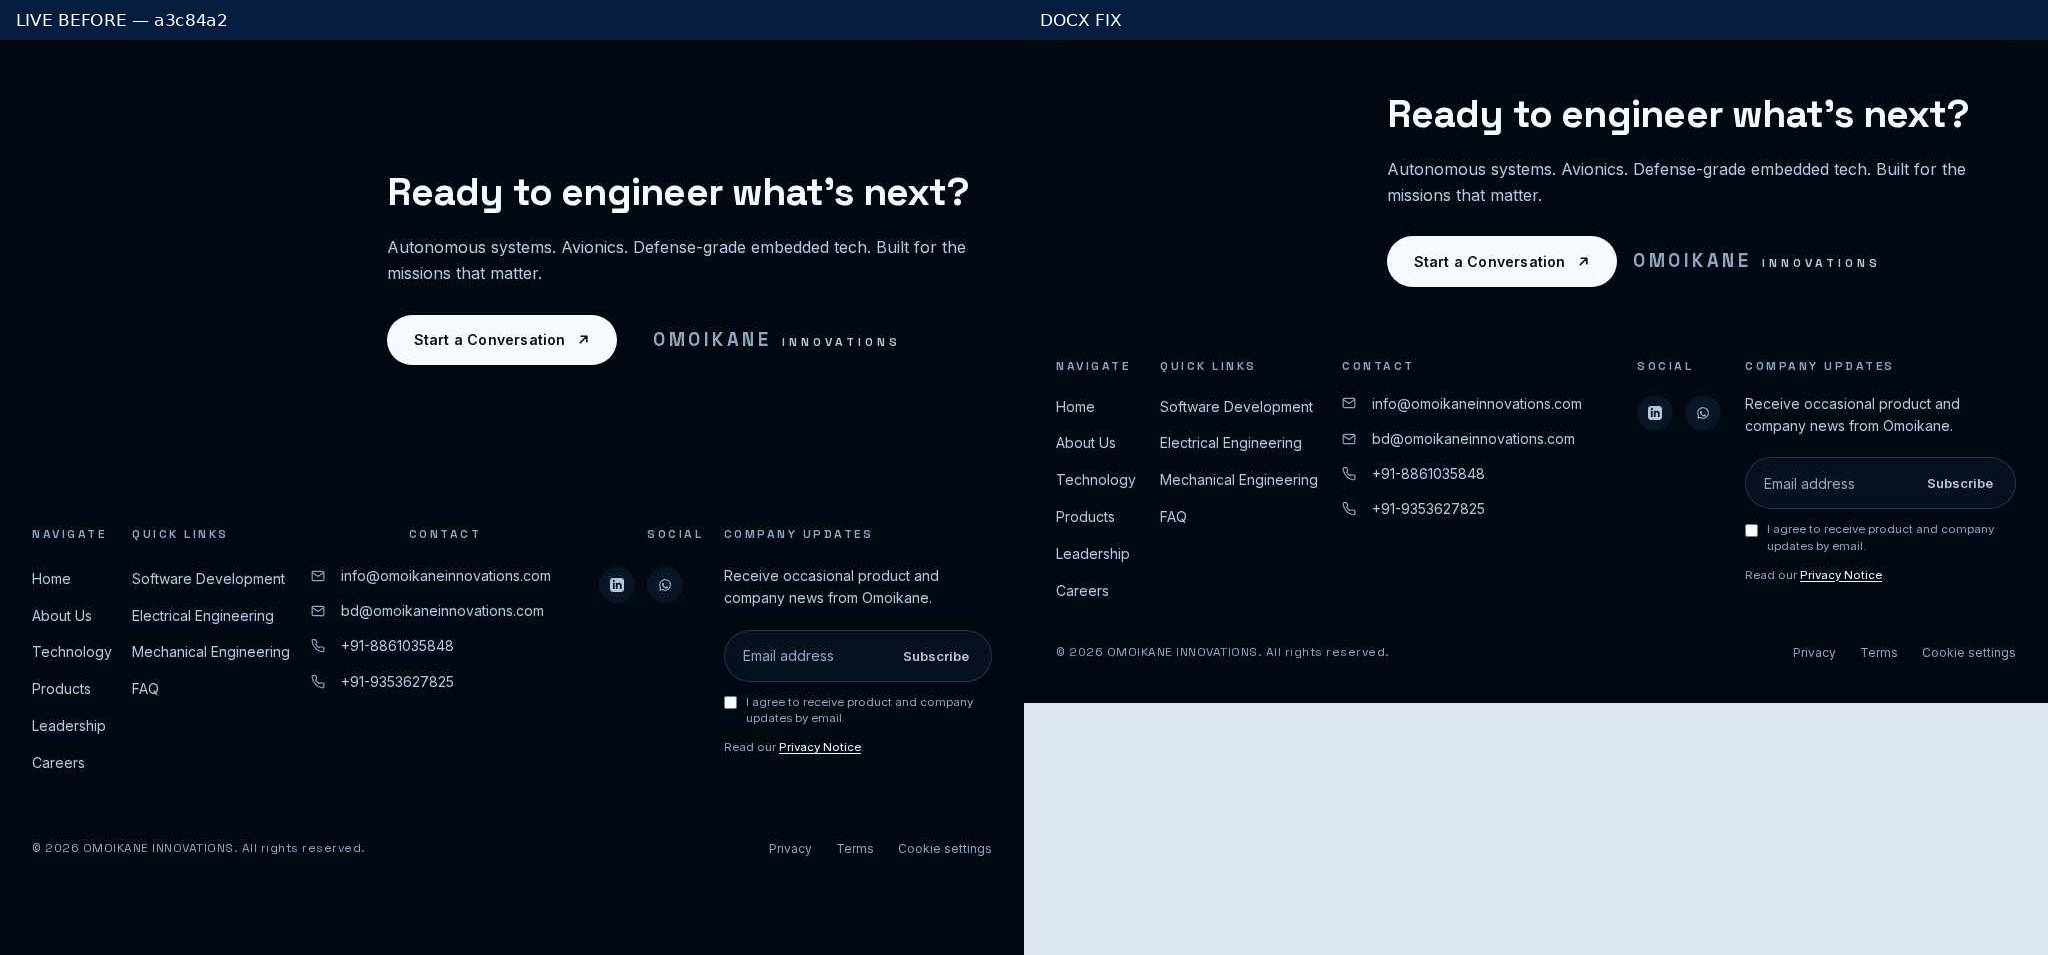 LIVE BEFORE — a3c84a2
Ready to engineer what’s next?
Autonomous systems. Avionics. Defense-grade embedded tech. Built for the
missions that matter.
Start a Conversation
OMOIKANE INNOVATIONS
NAVIGATE
Home
About Us
Technology
Products
Leadership
Careers
QUICK LINKS
Software Development
Electrical Engineering
Mechanical Engineering
FAQ
CONTACT
info@omoikaneinnovations.com
bd@omoikaneinnovations.com
+91-8861035848
+91-9353627825
SOCIAL
COMPANY UPDATES
Receive occasional product and
company news from Omoikane.
Email address
Subscribe
I agree to receive product and company
updates by email.
Read our Privacy Notice
© 2026 OMOIKANE INNOVATIONS. All rights reserved.
Privacy
Terms
Cookie settings
DOCX FIX
Ready to engineer what’s next?
Autonomous systems. Avionics. Defense-grade embedded tech. Built for the
missions that matter.
Start a Conversation
OMOIKANE INNOVATIONS
NAVIGATE
Home
About Us
Technology
Products
Leadership
Careers
QUICK LINKS
Software Development
Electrical Engineering
Mechanical Engineering
FAQ
CONTACT
info@omoikaneinnovations.com
bd@omoikaneinnovations.com
+91-8861035848
+91-9353627825
SOCIAL
COMPANY UPDATES
Receive occasional product and
company news from Omoikane.
Email address
Subscribe
I agree to receive product and company
updates by email.
Read our Privacy Notice.
© 2026 OMOIKANE INNOVATIONS. All rights reserved.
Privacy
Terms
Cookie settings